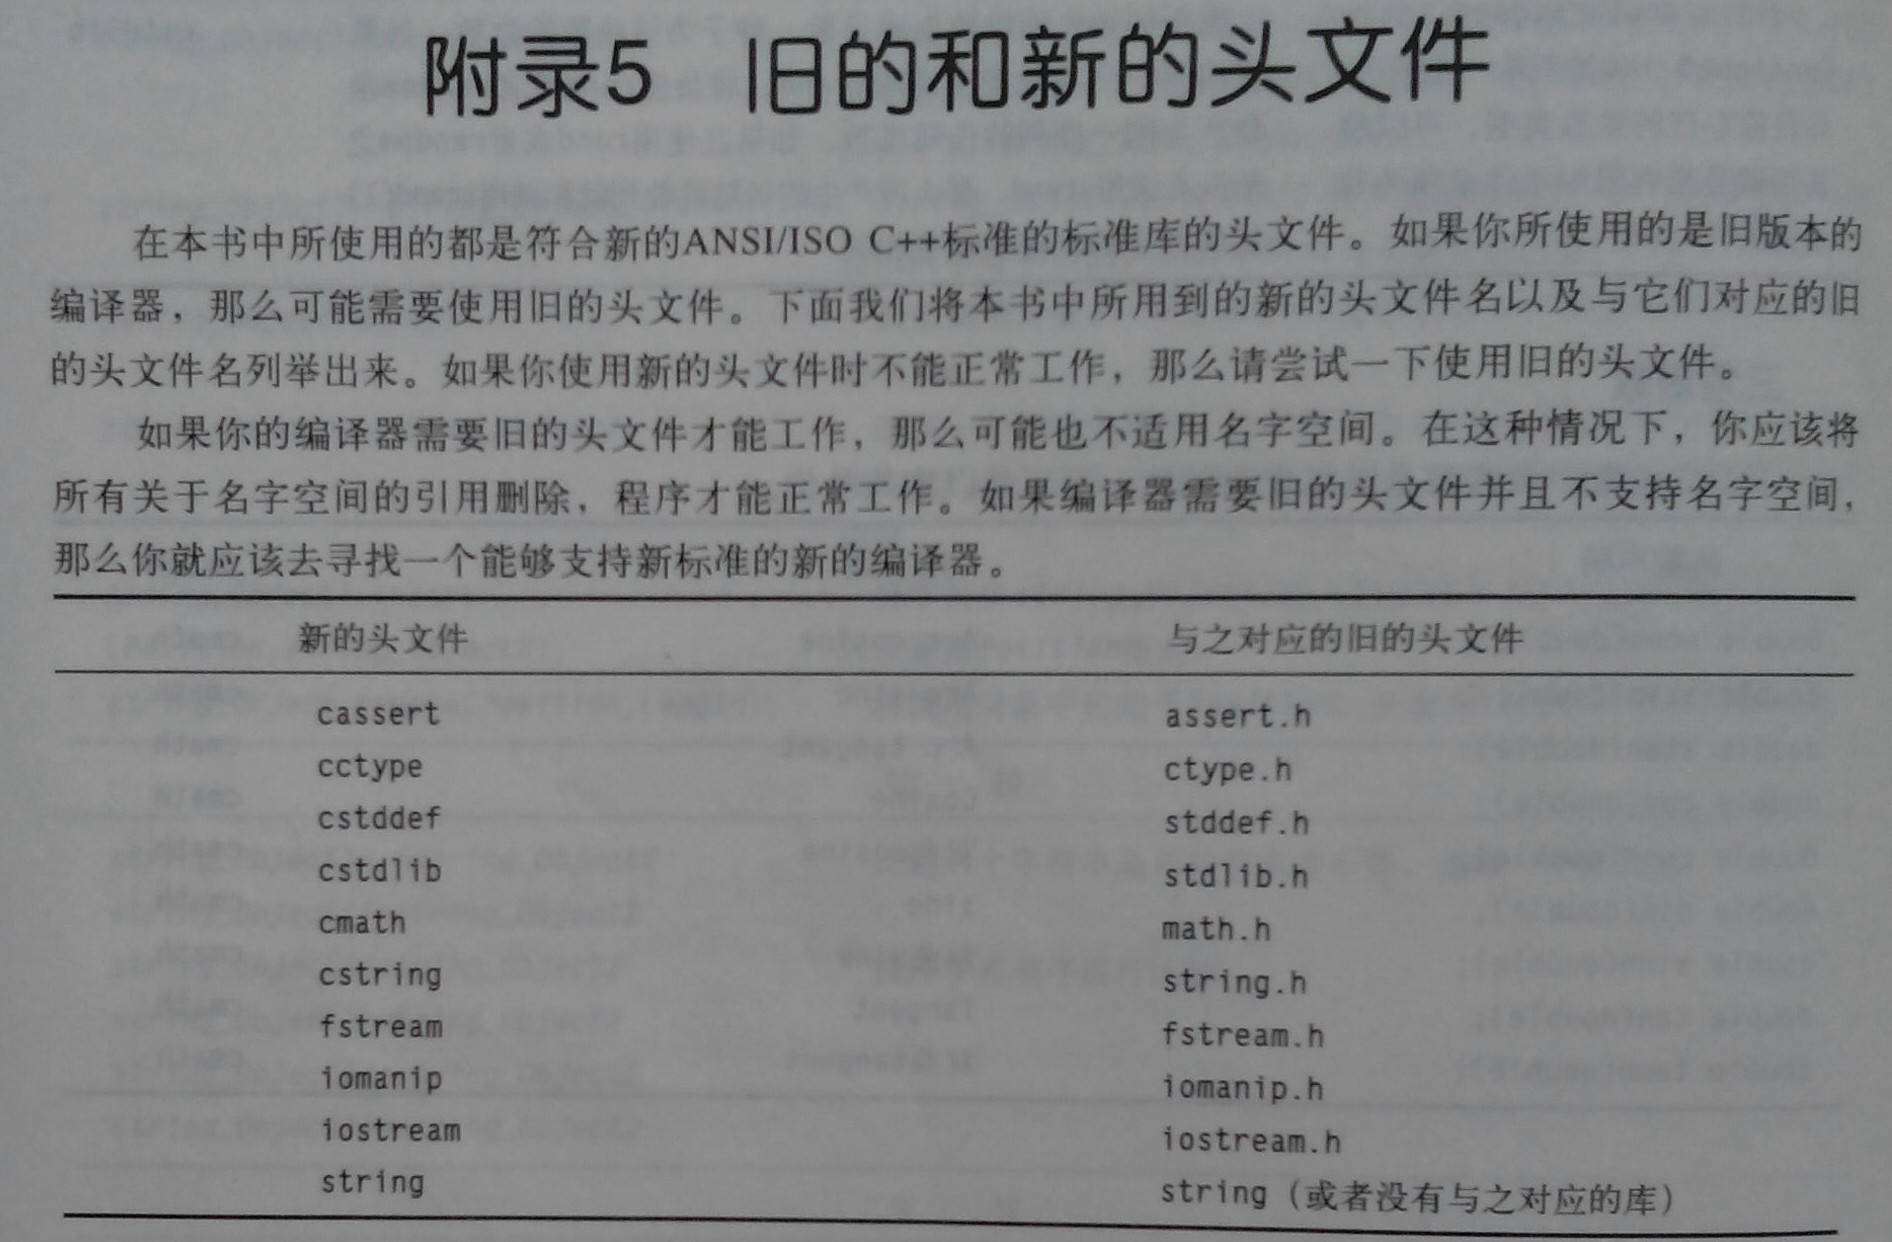 附录5 旧的和新的头文件
在本书中所使用的都是符合新的ANSI/ISO C++标准的标准库的头文件。如果你所使用的是旧版本的
编译器，那么可能需要使用旧的头文件。下面我们将本书中所用到的新的头文件名以及与它们对应的旧
的头文件名列举出来。如果你使用新的头文件时不能正常工作，那么请尝试一下使用旧的头文件。
如果你的编译器需要旧的头文件才能工作，那么可能也不适用名字空间。在这种情况下，你应该将
所有关于名字空间的引用删除，程序才能正常工作。如果编译器需要旧的头文件并且不支持名字空间，
那么你就应该去寻找一个能够支持新标准的新的编译器。
新的头文件 与之对应的旧的头文件
cassert assert.h
cctype ctype.h
cstddef stddef.h
cstdlib stdlib.h
cmath math.h
cstring string.h
fstream fstream.h
iomanip iomanip.h
iostream iostream.h
string string（或者没有与之对应的库）